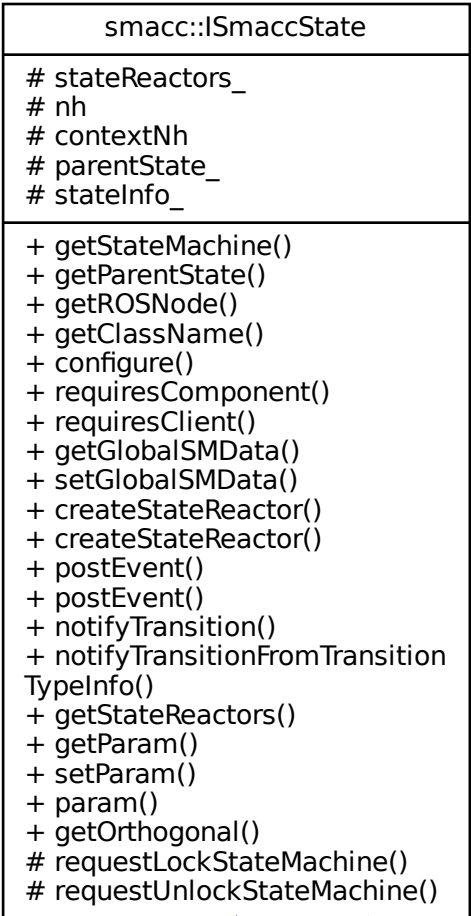 smacc::ISmaccState
# stateReactors_
# nh
# contextNh
# parentState_
# stateInfo_
+ getStateMachine()
+ getParentState()
+ getROSNode()
+ getClassName()
+ configure()
+ requiresComponent()
+ requiresClient()
+ getGlobalSMData()
+ setGlobalSMData()
+ createStateReactor()
+ createStateReactor()
+ postEvent()
+ postEvent()
+ notifyTransition()
+ notifyTransitionFromTransition
TypeInfo()
+ getStateReactors()
+ getParam()
+ setParam()
+ param()
+ getOrthogonal()
# requestLockStateMachine()
# requestUnlockStateMachine()